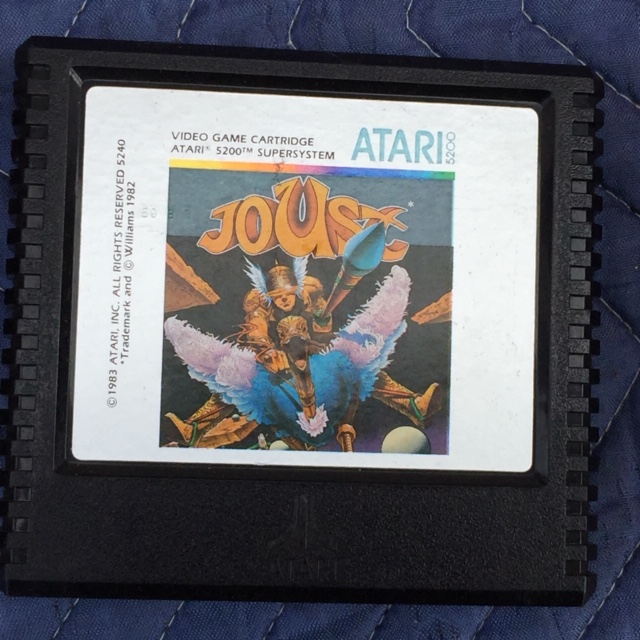 VIDEO GAME CARTRIDGE
ATARI® 5200™ SUPERSYSTEM
ATARI 5200
JOUST*
© 1983 ATARI, INC. ALL RIGHTS RESERVED 5240
*Trademark and © Williams 1982
ATARI